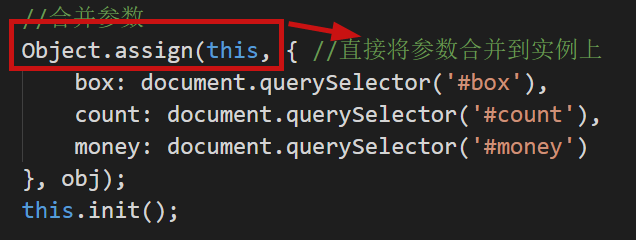 //合并参数
Object.assign(this, { //直接将参数合并到实例上
box: document.querySelector('#box'),
count: document.querySelector('#count'),
money: document.querySelector('#money')
}, obj);
this.init();